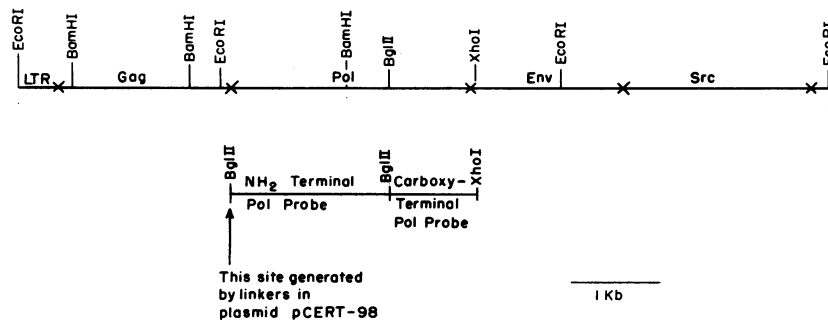 EcoRI
BamHI
BamHI
EcoRI
BamHI
BglII
XhoI
EcoRI
EcoRI
LTR
Gag
Pol
Env
Src
BglII
BglII
XhoI
NH2 Terminal
Pol Probe
Carboxy-
Terminal
Pol Probe
This site generated
by linkers in
plasmid pCERT-98
1 Kb